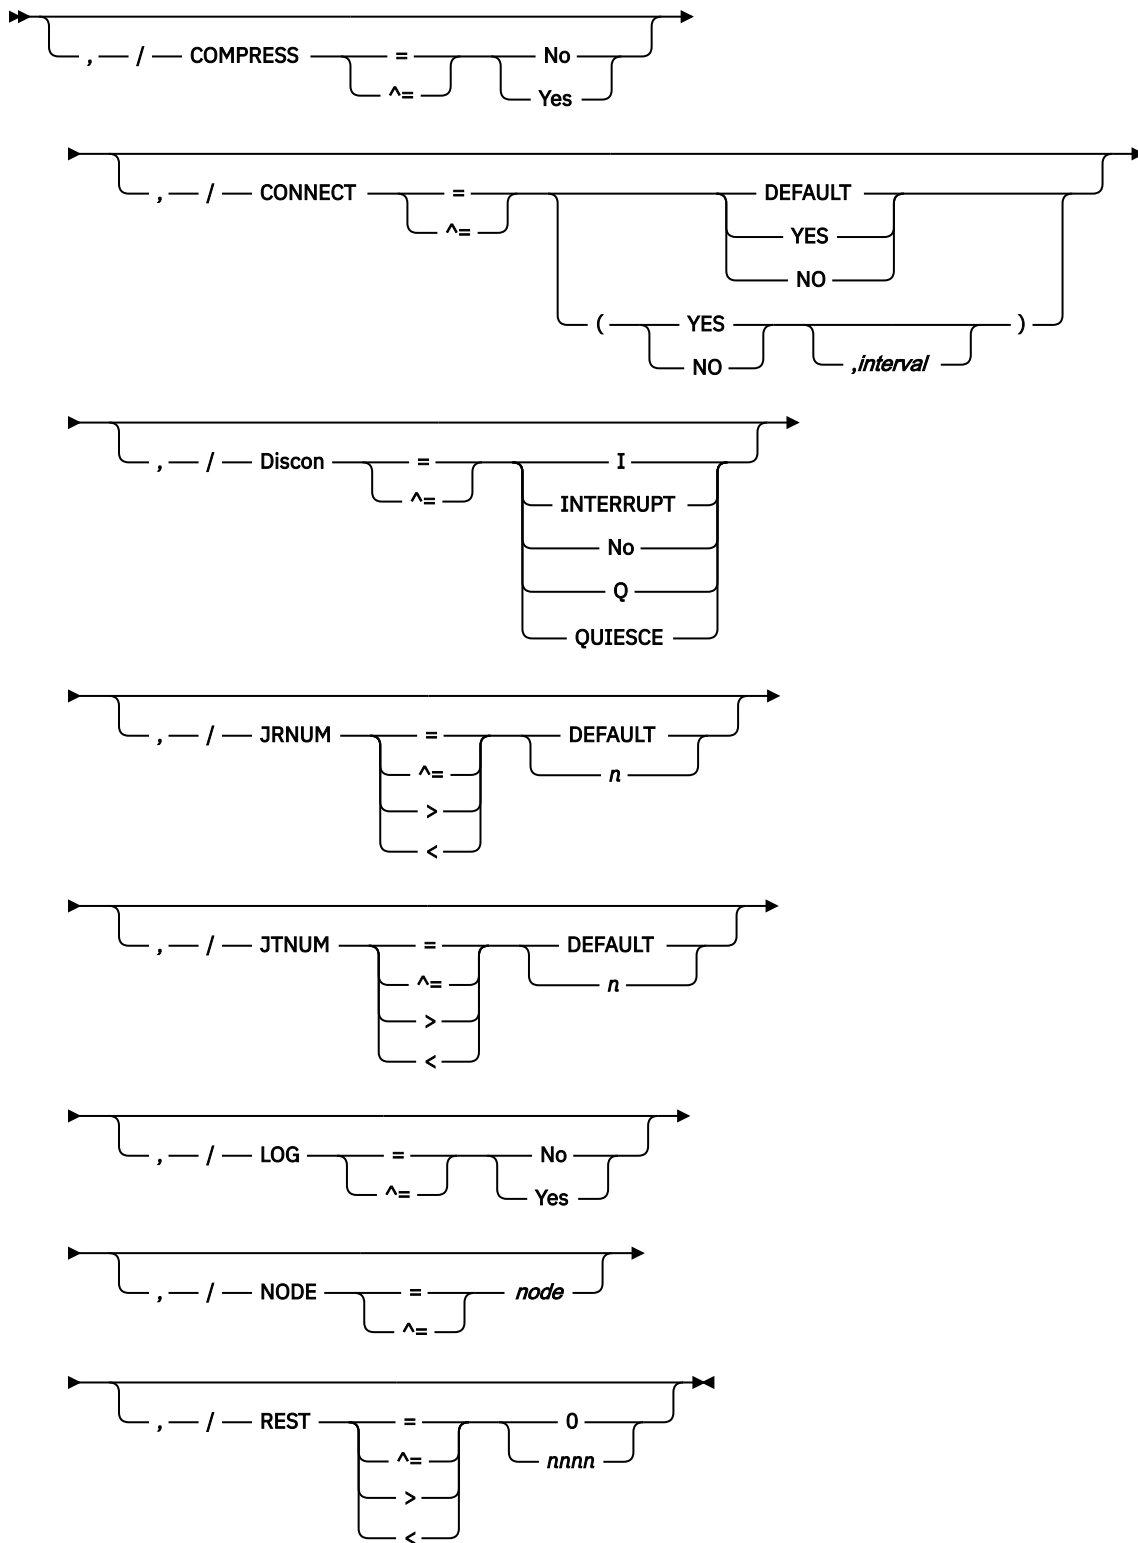 , / COMPRESS = No
^= Yes
, / CONNECT = DEFAULT
^= YES
NO
( YES )
NO ,interval
, / Discon = I
^= INTERRUPT
No
Q
QUIESCE
, / JRNUM = DEFAULT
^= n
>
<
, / JTNUM = DEFAULT
^= n
>
<
, / LOG = No
^= Yes
, / NODE = node
^=
, / REST = 0
^= nnnn
>
<